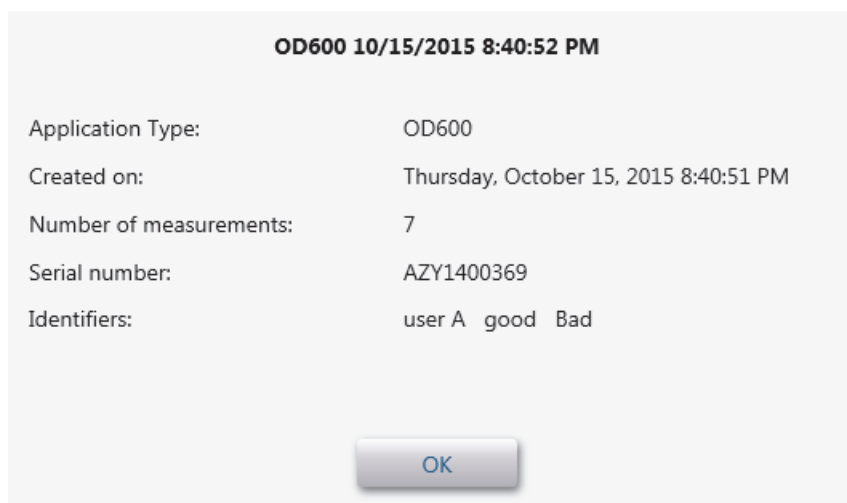 OD600 10/15/2015 8:40:52 PM
Application Type: OD600
Created on: Thursday, October 15, 2015 8:40:51 PM
Number of measurements: 7
Serial number: AZY1400369
Identifiers: user A good Bad
OK